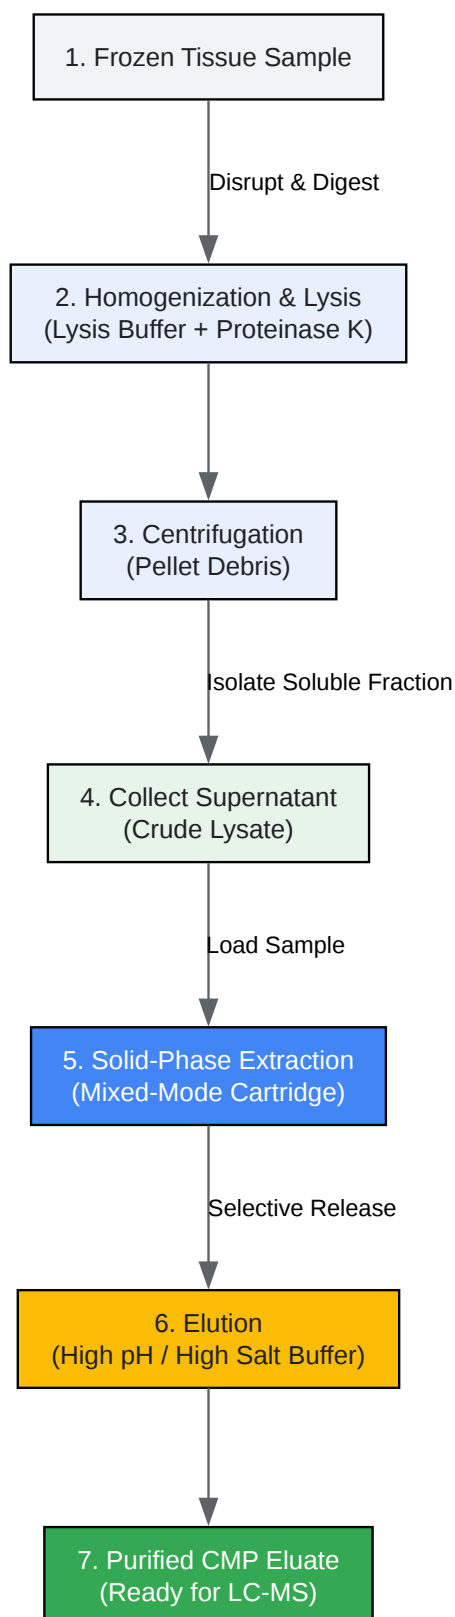 1. Frozen Tissue Sample
Disrupt & Digest
2. Homogenization & Lysis
(Lysis Buffer + Proteinase K)
3. Centrifugation
(Pellet Debris)
Isolate Soluble Fraction
4. Collect Supernatant
(Crude Lysate)
Load Sample
5. Solid-Phase Extraction
(Mixed-Mode Cartridge)
Selective Release
6. Elution
(High pH / High Salt Buffer)
7. Purified CMP Eluate
(Ready for LC-MS)